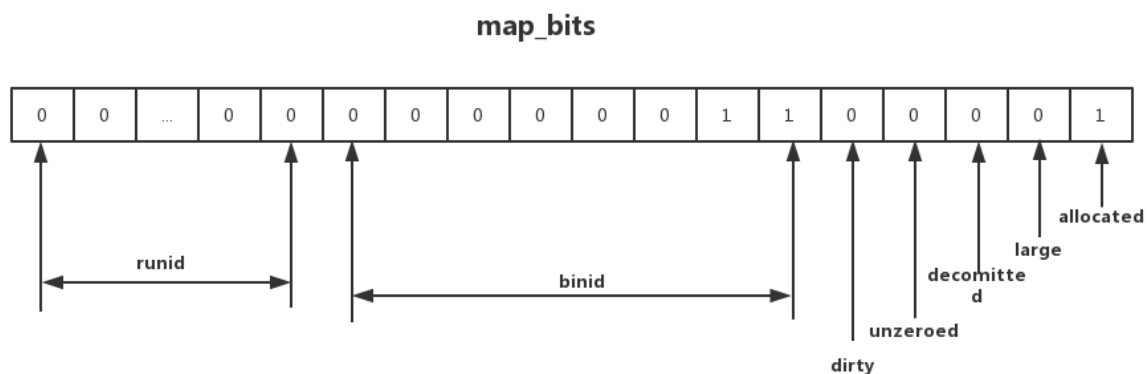 map_bits
0 0 ... 0 0 0 0 0 0 0 0 1 1 0 0 0 0 1
allocated
large
runid
decomitte
d
binid
unzeroed
dirty